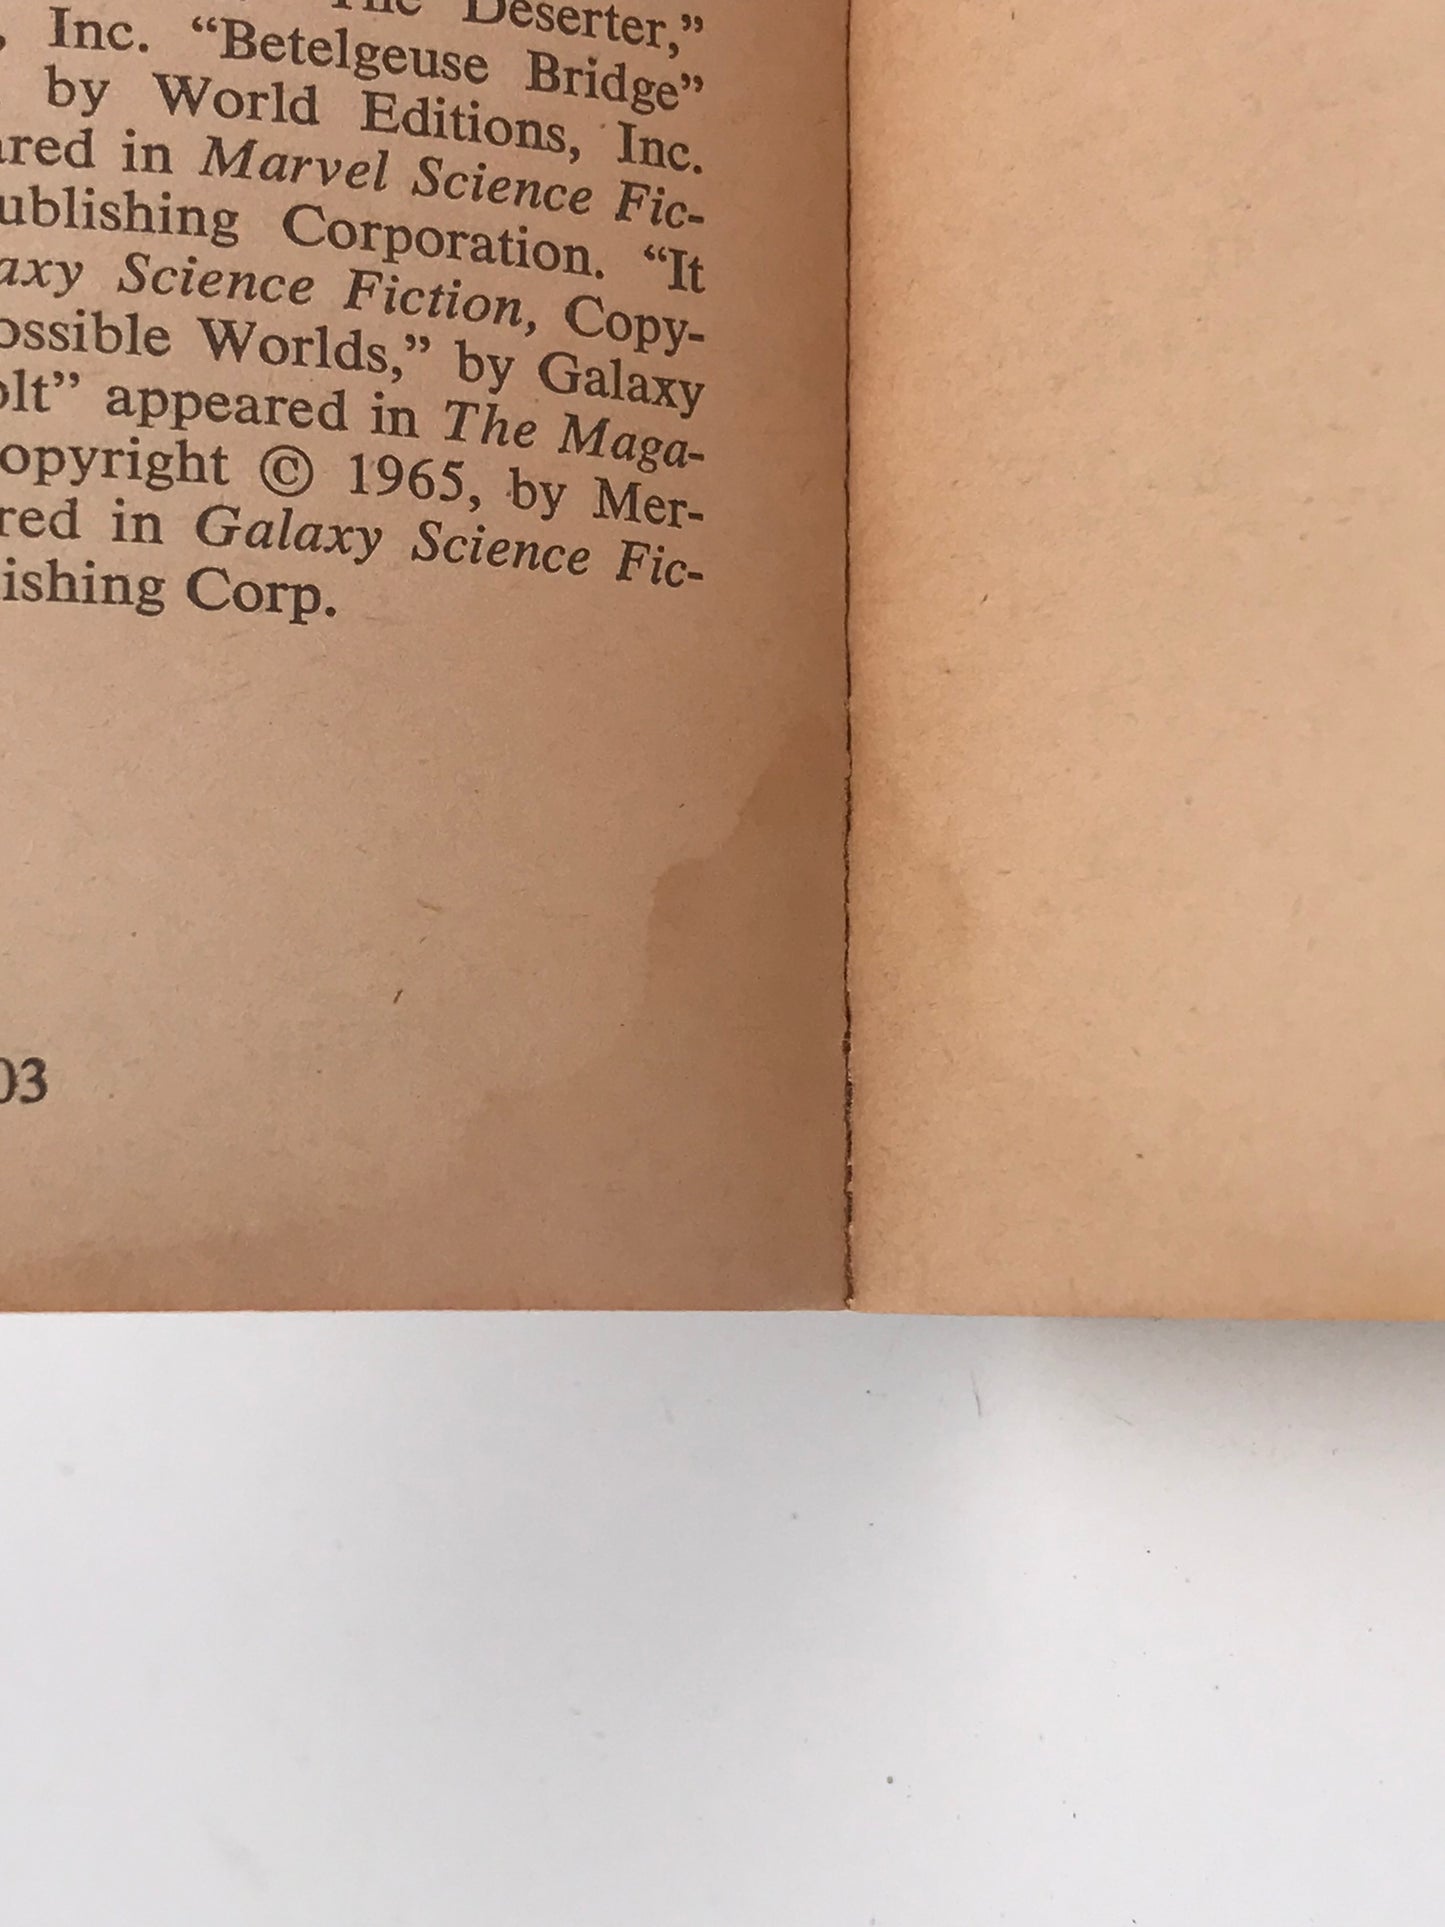 The Deserter,”
, Inc. “Betelgeuse Bridge”
by World Editions, Inc.
ared in Marvel Science Fic-
ublishing Corporation. “It
axy Science Fiction, Copy-
ossible Worlds,” by Galaxy
olt” appeared in The Maga-
opyright © 1965, by Mer-
red in Galaxy Science Fic-
ishing Corp.
03